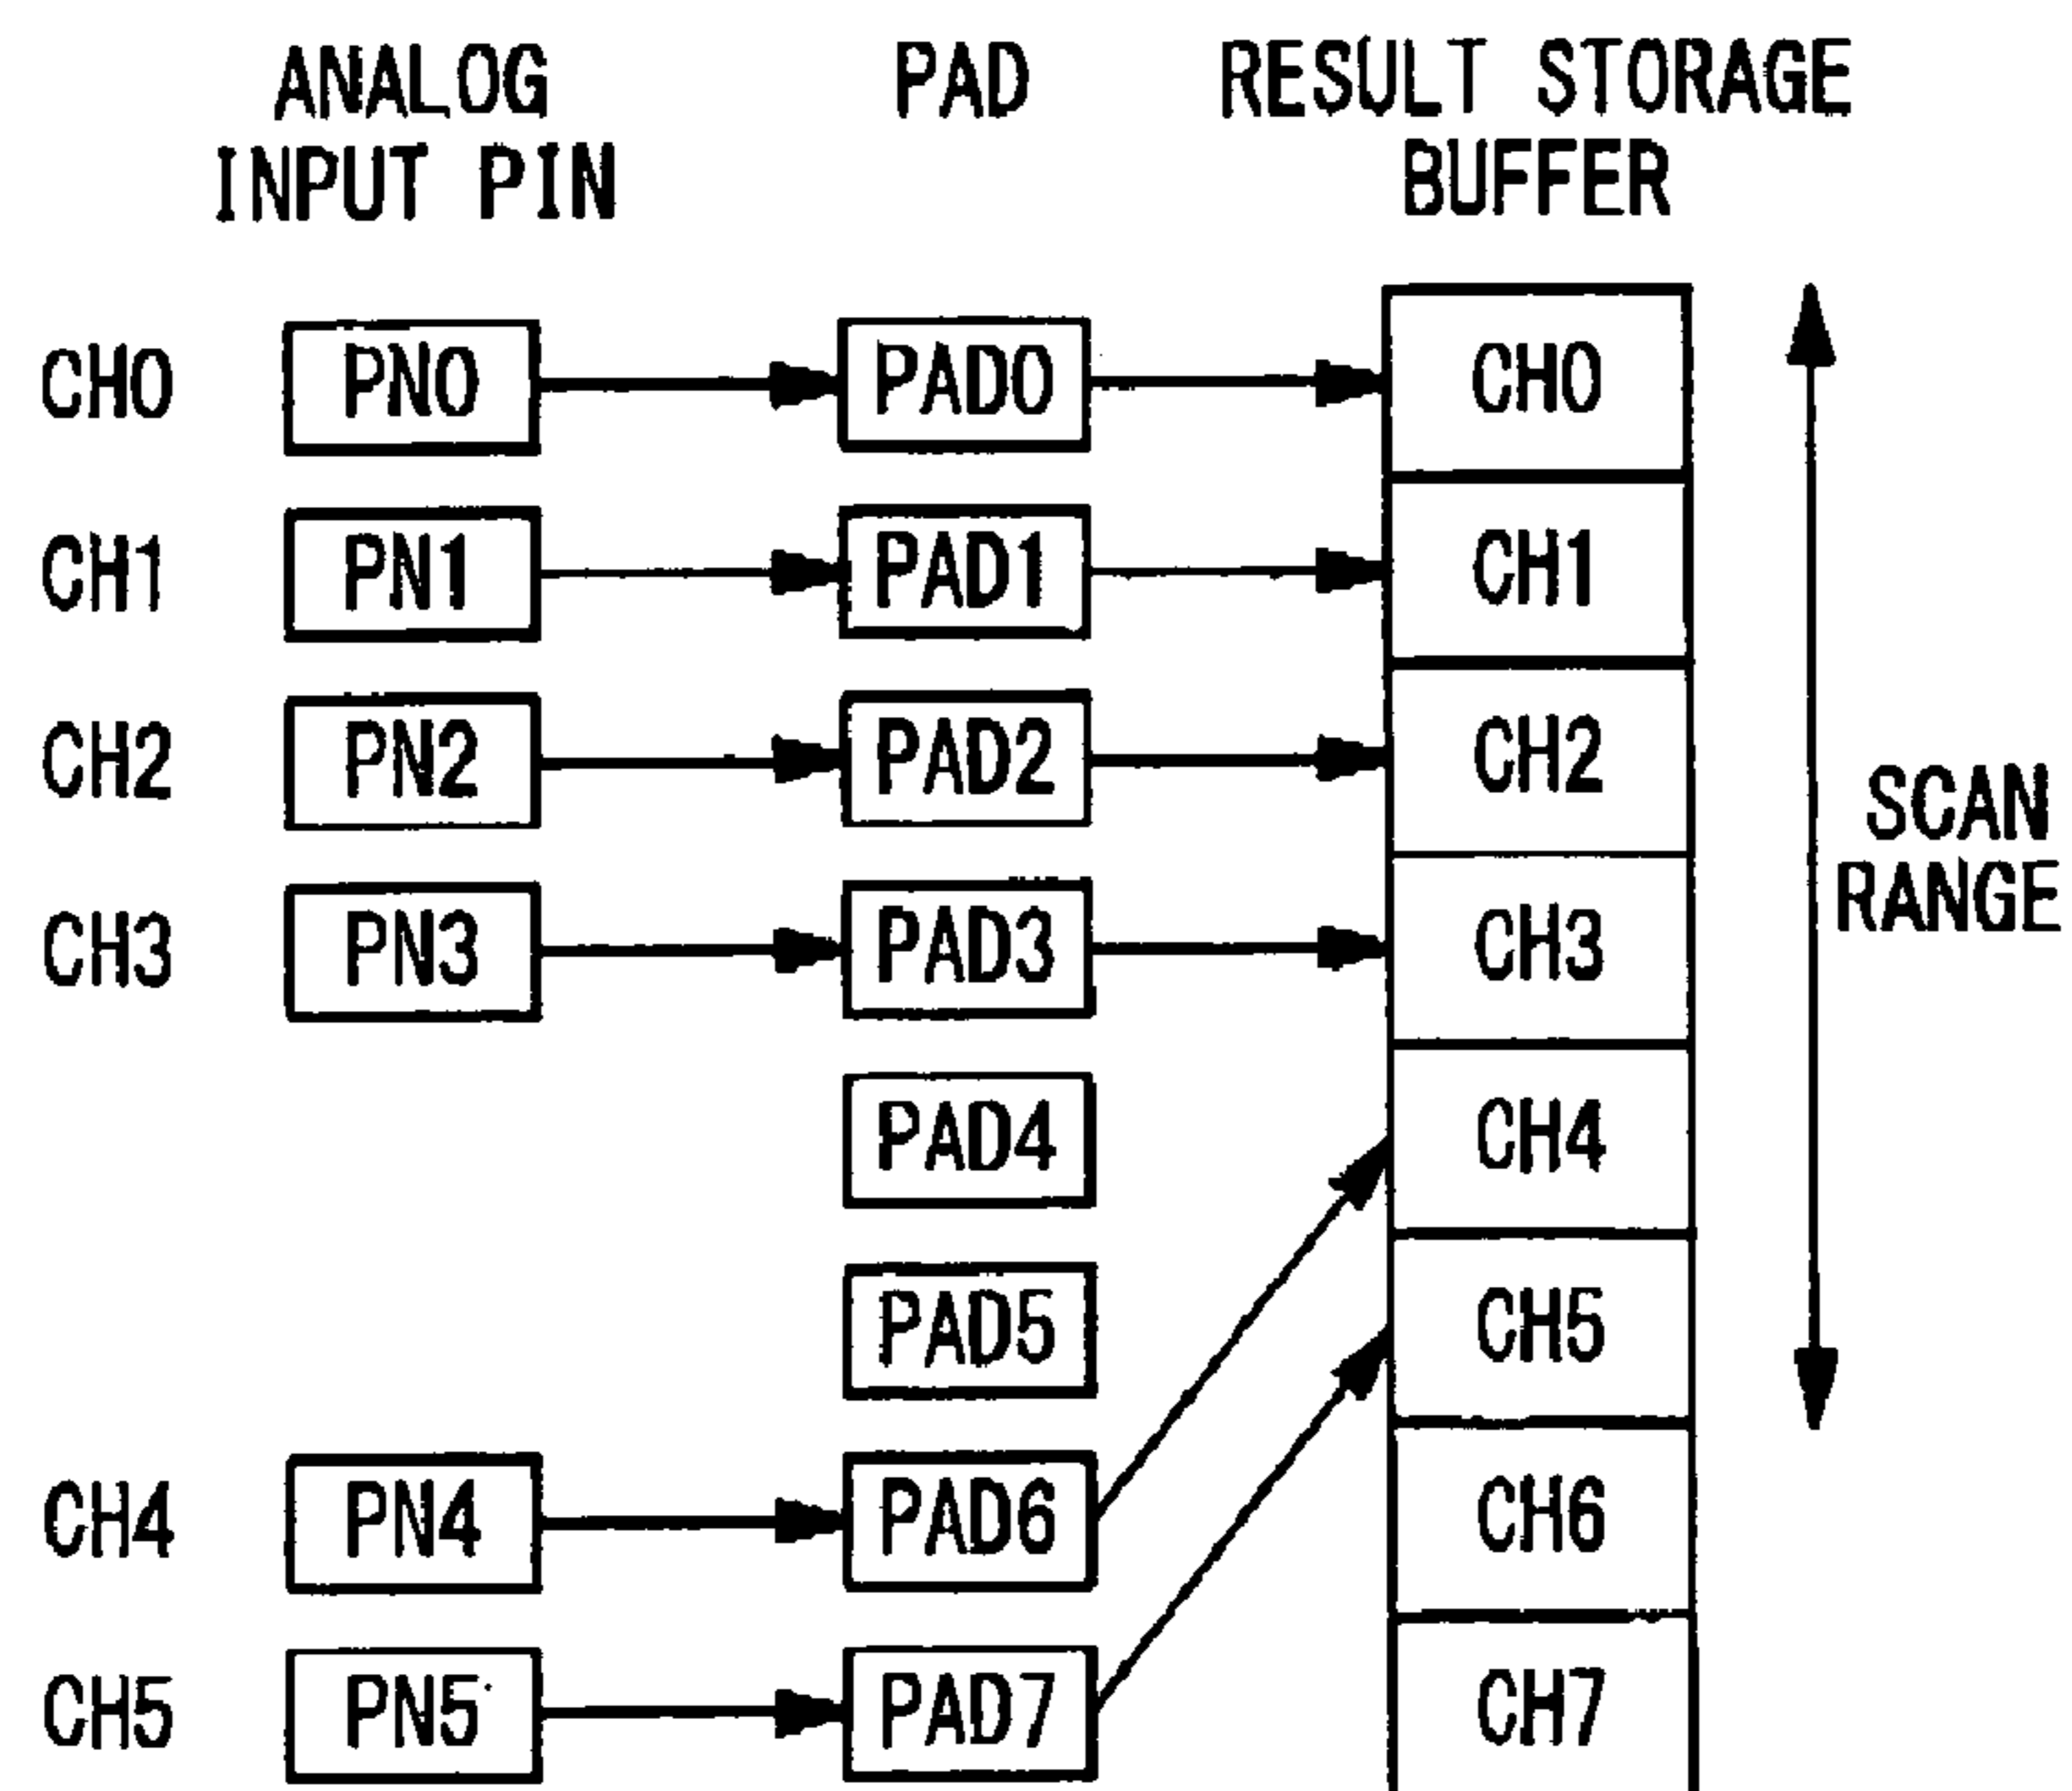 ANALOG INPUT PIN
PAD
RESULT STORAGE BUFFER
CH0 PN0 PAD0 CH0
CH1 PN1 PAD1 CH1
CH2 PN2 PAD2 CH2
SCAN RANGE
CH3 PN3 PAD3 CH3
PAD4 CH4
PAD5 CH5
CH4 PN4 PAD6 CH6
CH5 PN5 PAD7 CH7